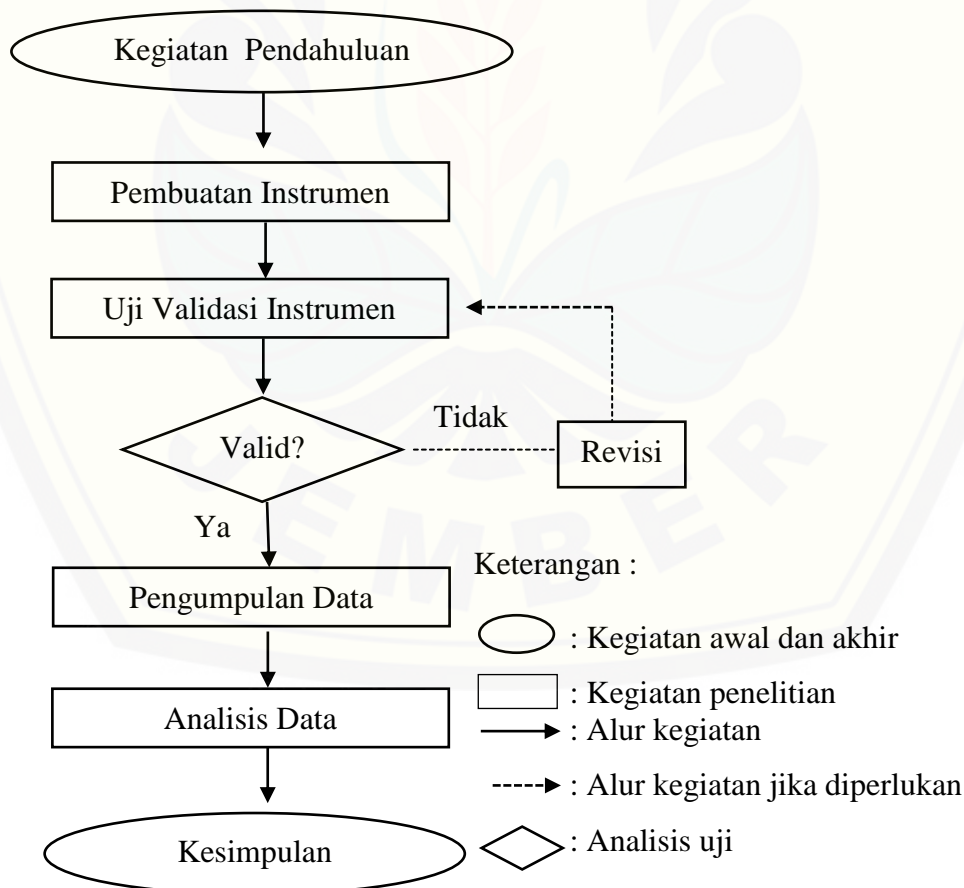 Kegiatan Pendahuluan
Pembuatan Instrumen
Uji Validasi Instrumen
Valid?
Tidak
Revisi
Ya
Pengumpulan Data
Analisis Data
Kesimpulan
Keterangan :
: Kegiatan awal dan akhir
: Kegiatan penelitian
: Alur kegiatan
: Alur kegiatan jika diperlukan
: Analisis uji
JEMBER